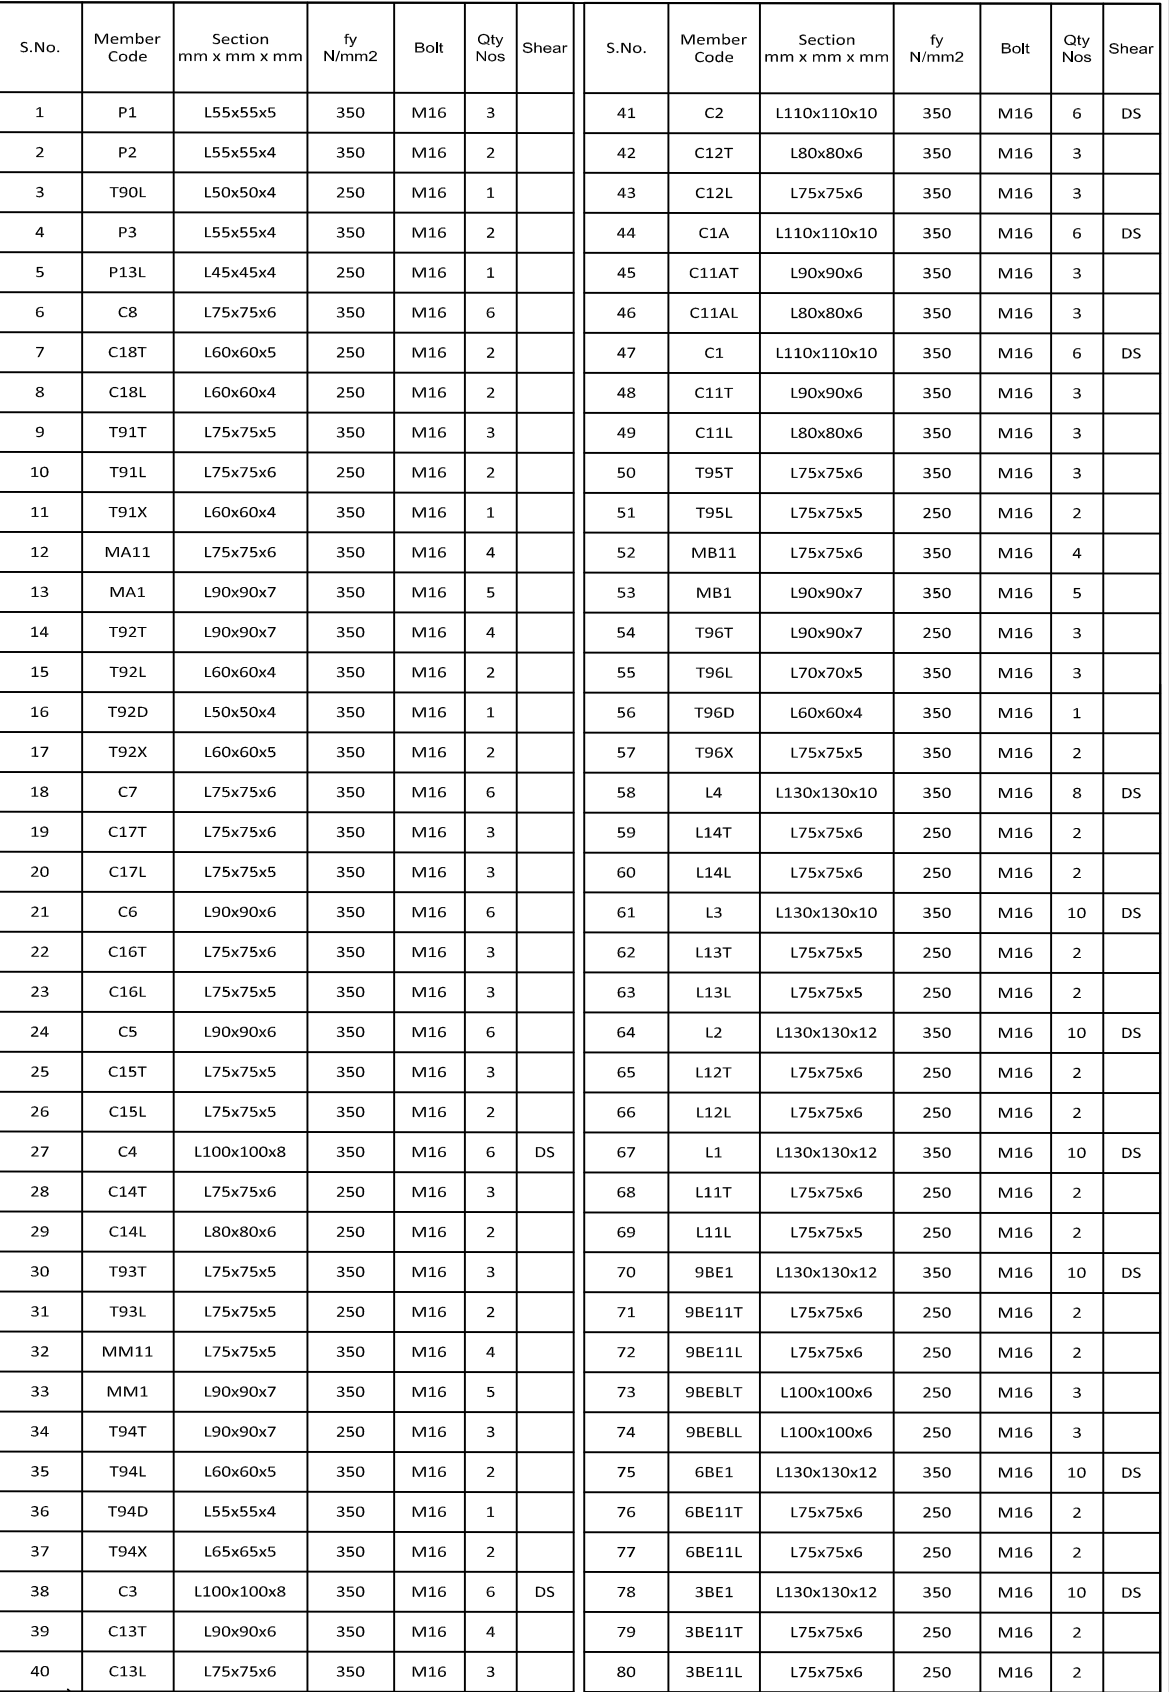 S.No. Member Code Section mm x mm x mm fy N/mm2 Bolt Qty Nos Shear S.No. Member Code Section mm x mm x mm fy N/mm2 Bolt Qty Nos Shear
1 P1 L55x55x5 350 M16 3 41 C2 L110x110x10 350 M16 6 DS
2 P2 L55x55x4 350 M16 2 42 C12T L80x80x6 350 M16 3
3 T90L L50x50x4 250 M16 1 43 C12L L75x75x6 350 M16 3
4 P3 L55x55x4 350 M16 2 44 C1A L110x110x10 350 M16 6 DS
5 P13L L45x45x4 250 M16 1 45 C11AT L90x90x6 350 M16 3
6 C8 L75x75x6 350 M16 6 46 C11AL L80x80x6 350 M16 3
7 C18T L60x60x5 250 M16 2 47 C1 L110x110x10 350 M16 6 DS
8 C18L L60x60x4 250 M16 2 48 C11T L90x90x6 350 M16 3
9 T91T L75x75x5 350 M16 3 49 C11L L80x80x6 350 M16 3
10 T91L L75x75x6 250 M16 2 50 T95T L75x75x6 350 M16 3
11 T91X L60x60x4 350 M16 1 51 T95L L75x75x5 250 M16 2
12 MA11 L75x75x6 350 M16 4 52 MB11 L75x75x6 350 M16 4
13 MA1 L90x90x7 350 M16 5 53 MB1 L90x90x7 350 M16 5
14 T92T L90x90x7 350 M16 4 54 T96T L90x90x7 250 M16 3
15 T92L L60x60x4 350 M16 2 55 T96L L70x70x5 350 M16 3
16 T92D L50x50x4 350 M16 1 56 T96D L60x60x4 350 M16 1
17 T92X L60x60x5 350 M16 2 57 T96X L75x75x5 350 M16 2
18 C7 L75x75x6 350 M16 6 58 L4 L130x130x10 350 M16 8 DS
19 C17T L75x75x6 350 M16 3 59 L14T L75x75x6 250 M16 2
20 C17L L75x75x5 350 M16 3 60 L14L L75x75x6 250 M16 2
21 C6 L90x90x6 350 M16 6 61 L3 L130x130x10 350 M16 10 DS
22 C16T L75x75x6 350 M16 3 62 L13T L75x75x5 250 M16 2
23 C16L L75x75x5 350 M16 3 63 L13L L75x75x5 250 M16 2
24 C5 L90x90x6 350 M16 6 64 L2 L130x130x12 350 M16 10 DS
25 C15T L75x75x5 350 M16 3 65 L12T L75x75x6 250 M16 2
26 C15L L75x75x5 350 M16 2 66 L12L L75x75x6 250 M16 2
27 C4 L100x100x8 350 M16 6 DS 67 L1 L130x130x12 350 M16 10 DS
28 C14T L75x75x6 250 M16 3 68 L11T L75x75x6 250 M16 2
29 C14L L80x80x6 250 M16 2 69 L11L L75x75x5 250 M16 2
30 T93T L75x75x5 350 M16 3 70 9BE1 L130x130x12 350 M16 10 DS
31 T93L L75x75x5 250 M16 2 71 9BE11T L75x75x6 250 M16 2
32 MM11 L75x75x5 350 M16 4 72 9BE11L L75x75x6 250 M16 2
33 MM1 L90x90x7 350 M16 5 73 9BEBLT L100x100x6 250 M16 3
34 T94T L90x90x7 250 M16 3 74 9BEBLL L100x100x6 250 M16 3
35 T94L L60x60x5 350 M16 2 75 6BE1 L130x130x12 350 M16 10 DS
36 T94D L55x55x4 350 M16 1 76 6BE11T L75x75x6 250 M16 2
37 T94X L65x65x5 350 M16 2 77 6BE11L L75x75x6 250 M16 2
38 C3 L100x100x8 350 M16 6 DS 78 3BE1 L130x130x12 350 M16 10 DS
39 C13T L90x90x6 350 M16 4 79 3BE11T L75x75x6 250 M16 2
40 C13L L75x75x6 350 M16 3 80 3BE11L L75x75x6 250 M16 2